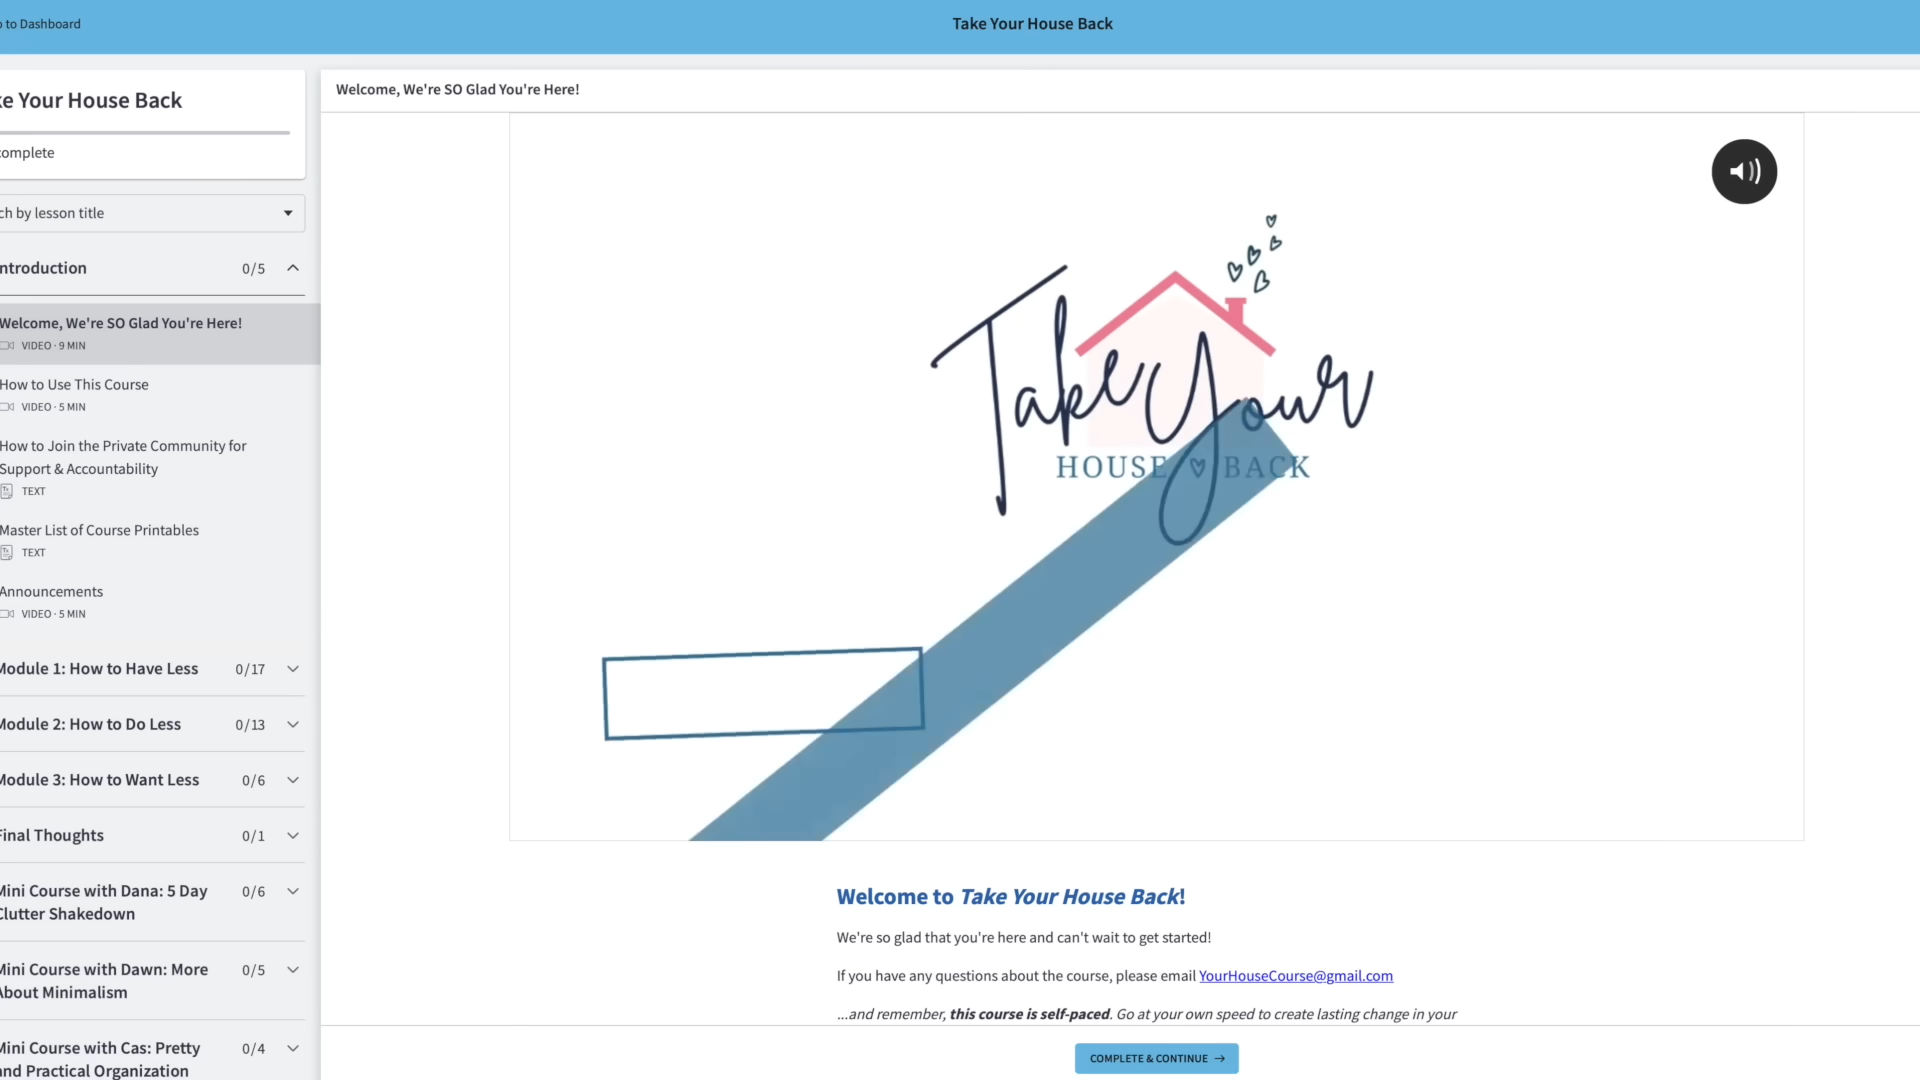 to Dashboard
Take Your House Back
Your House Back
Welcome, We're SO Glad You're Here!
lesson title
by
0/5
Welcome, We're SO Glad You're Here!
VIDEO · 9 MIN
How to Use This Course
VIDEO · 5 MIN
How to Join the Private Community for
Support & Accountability
TEXT
Master List of Course Printables
TEXT
Announcements
VIDEO · 5 MIN
Module 1: How to Have Less 0/17
Module 2: How to Do Less 0/13
Module 3: How to Want Less 0/6
Final Thoughts 0/1
Mini Course with Dana: 5 Day 0/6
Clutter Shakedown
Mini Course with Dawn: More 0/5
About Minimalism
Mini Course with Cas: Pretty 0/4
and Practical Organization
Take Your
HOUSE BACK
Welcome to Take Your House Back!
We're so glad that you're here and can't wait to get started!
If you have any questions about the course, please email YourHouseCourse@gmail.com
...and remember, this course is self-paced. Go at your own speed to create lasting change in your
COMPLETE & CONTINUE →